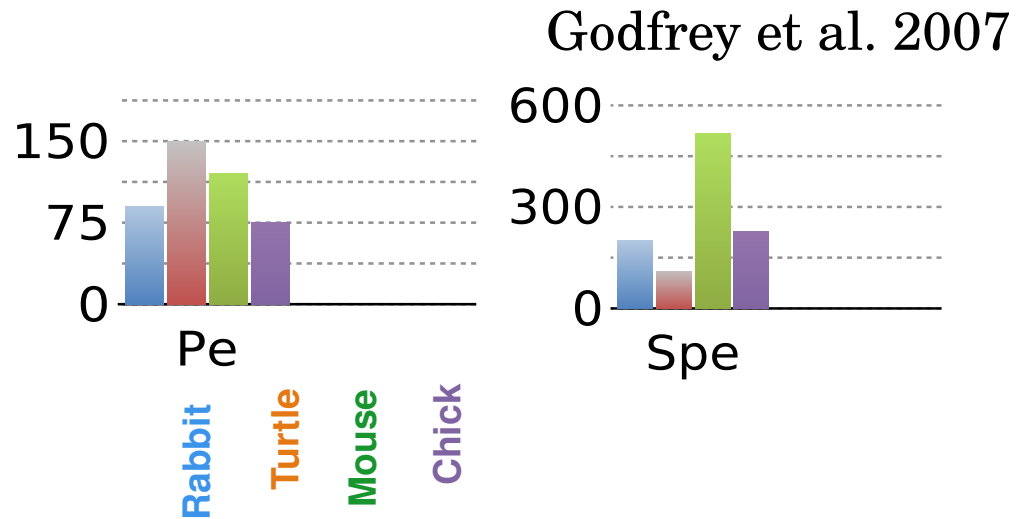 Godfrey et al. 2007
150
75
0
Pe
600
300
0
Spe
Rabbit
Turtle
Mouse
Chick